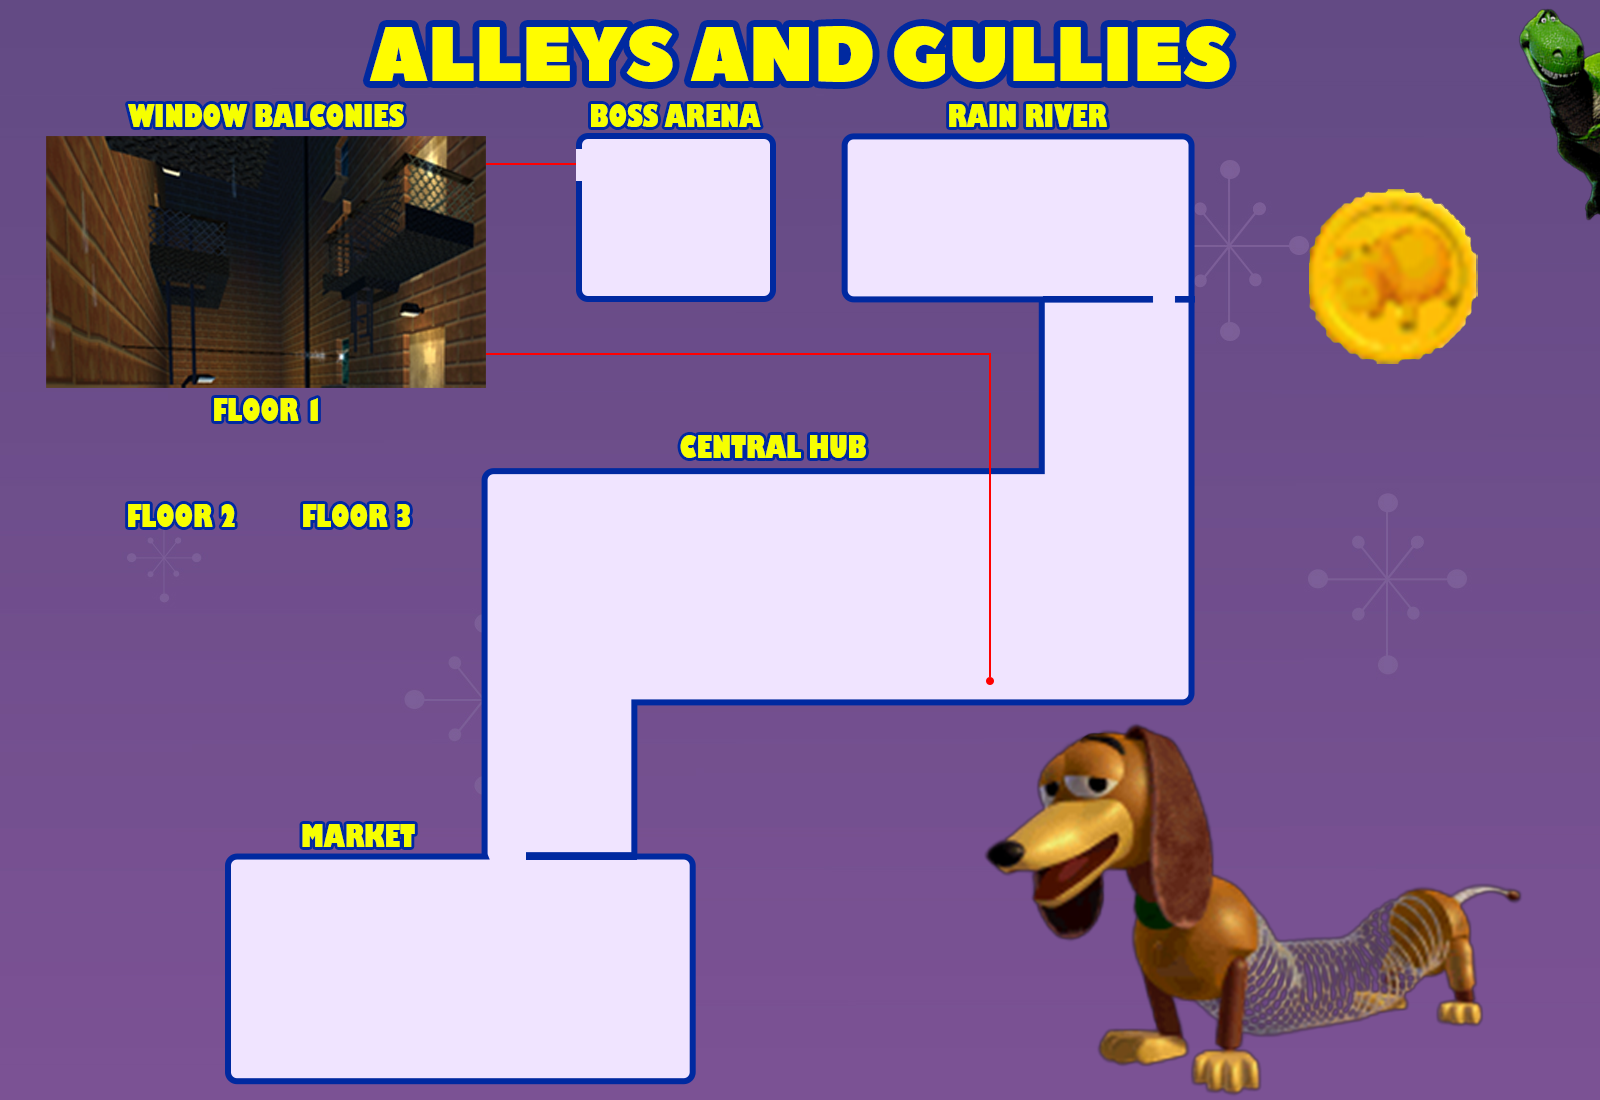 ALLEYS AND GULLIES
WINDOW BALCONIES
BOSS ARENA
RAIN RIVER
FLOOR 1
CENTRAL HUB
FLOOR 2
FLOOR 3
MARKET